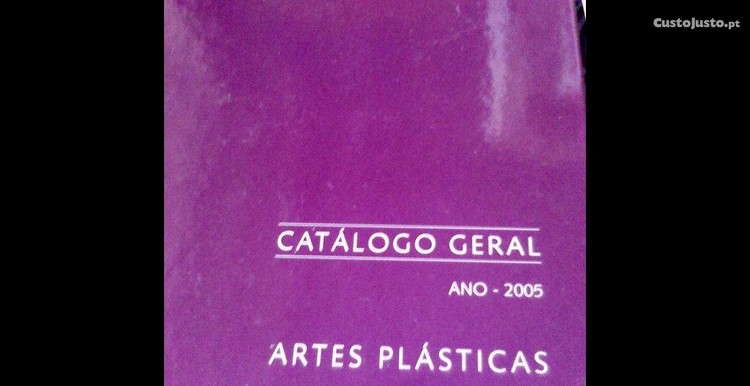 CustoJusto.pt
CATÁLOGO GERAL
ANO - 2005
ARTES PLÁSTICAS